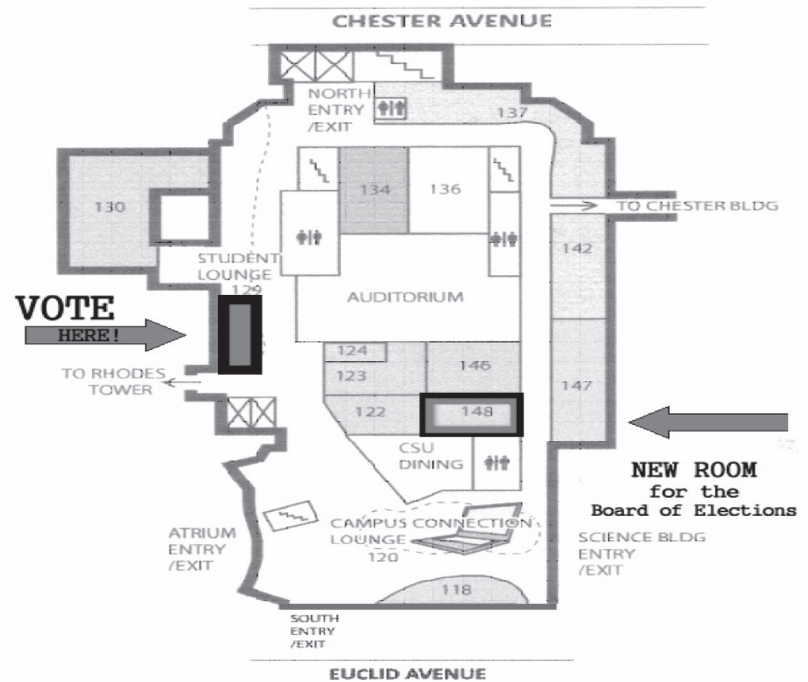 CHESTER AVENUE
NORTH
ENTRY
/EXIT
137
134
136
130
TO CHESTER BLDG
142
STUDENT
LOUNGE
129
AUDITORIUM
VOTE
HERE!
124
123
146
147
TO RHODES
TOWER
122
148
CSU
DINING
NEW ROOM
for the
Board of Elections
CAMPUS CONNECTION
LOUNGE
120
ATRIUM
ENTRY
/EXIT
SCIENCE BLDG
ENTRY
/EXIT
118
SOUTH
ENTRY
/EXIT
EUCLID AVENUE